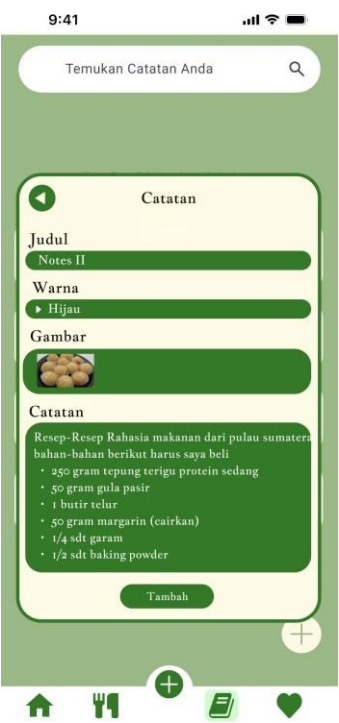 9:41
Temukan Catatan Anda
Catatan
Judul
Notes II
Warna
Hijau
Gambar
Catatan
Resep-Resep Rahasia makanan dari pulau sumatera
bahan-bahan berikut harus saya beli
• 250 gram tepung terigu protein sedang
• 50 gram gula pasir
• 1 butir telur
• 50 gram margarin (cairkan)
• 1/4 sdt garam
• 1/2 sdt baking powder
Tambah